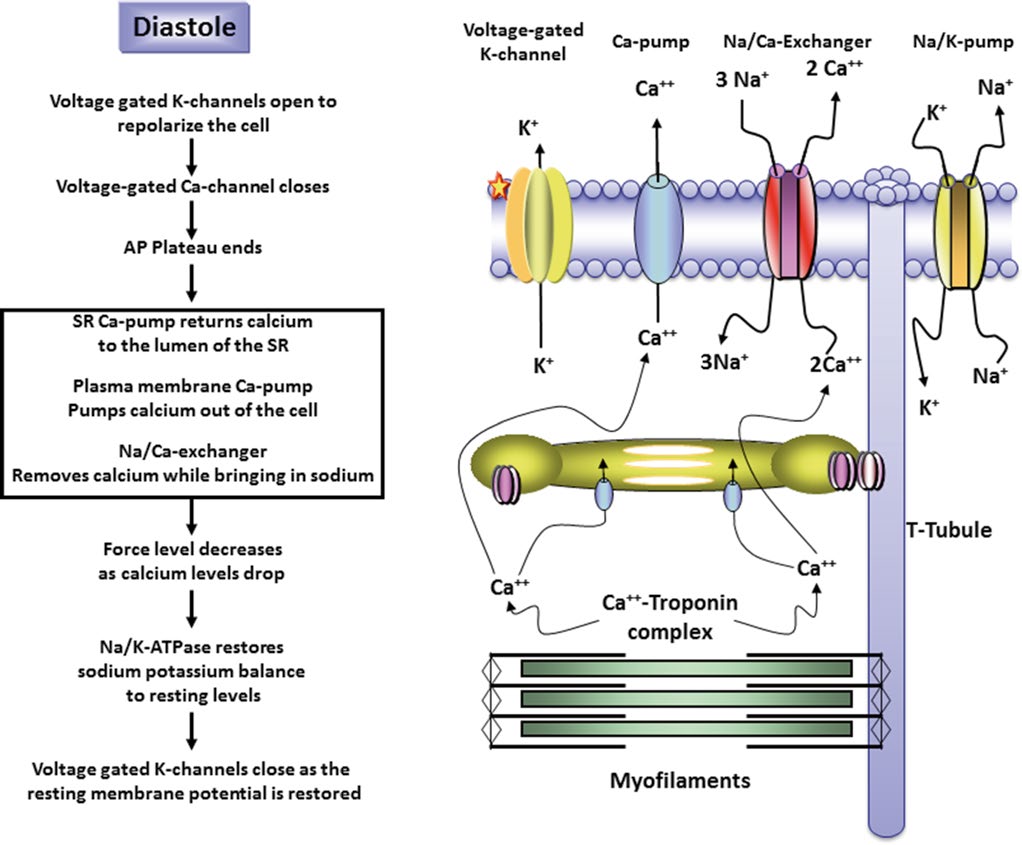 Diastole
Voltage gated K-channels open to
repolarize the cell
Voltage-gated Ca-channel closes
AP Plateau ends
SR Ca-pump returns calcium
to the lumen of the SR
Plasma membrane Ca-pump
Pumps calcium out of the cell
Na/Ca-exchanger
Removes calcium while bringing in sodium
Force level decreases
as calcium levels drop
Na/K-ATPase restores
sodium potassium balance
to resting levels
Voltage gated K-channels close as the
resting membrane potential is restored
Voltage-gated
K-channel
Ca-pump
Na/Ca-Exchanger
Na/K-pump
K⁺
Ca⁺⁺
3 Na⁺
2 Ca⁺⁺
K⁺
Na⁺
K⁺
Ca⁺⁺
3Na⁺
2Ca⁺⁺
K⁺
Na⁺
T-Tubule
Ca⁺⁺
Ca⁺⁺
Ca⁺⁺-Troponin
complex
Myofilaments